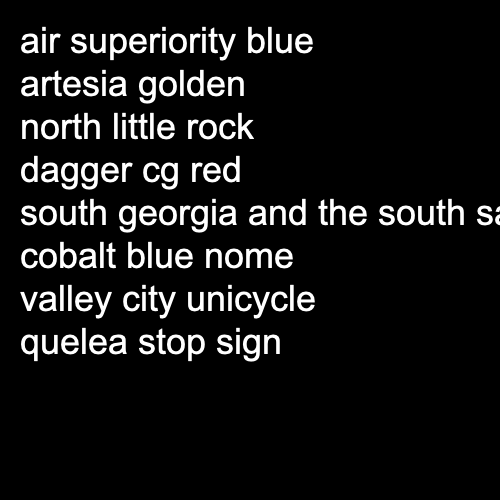 air superiority blue
artesia golden
north little rock
dagger cg red
south georgia and the south
cobalt blue nome
valley city unicycle
quelea stop sign